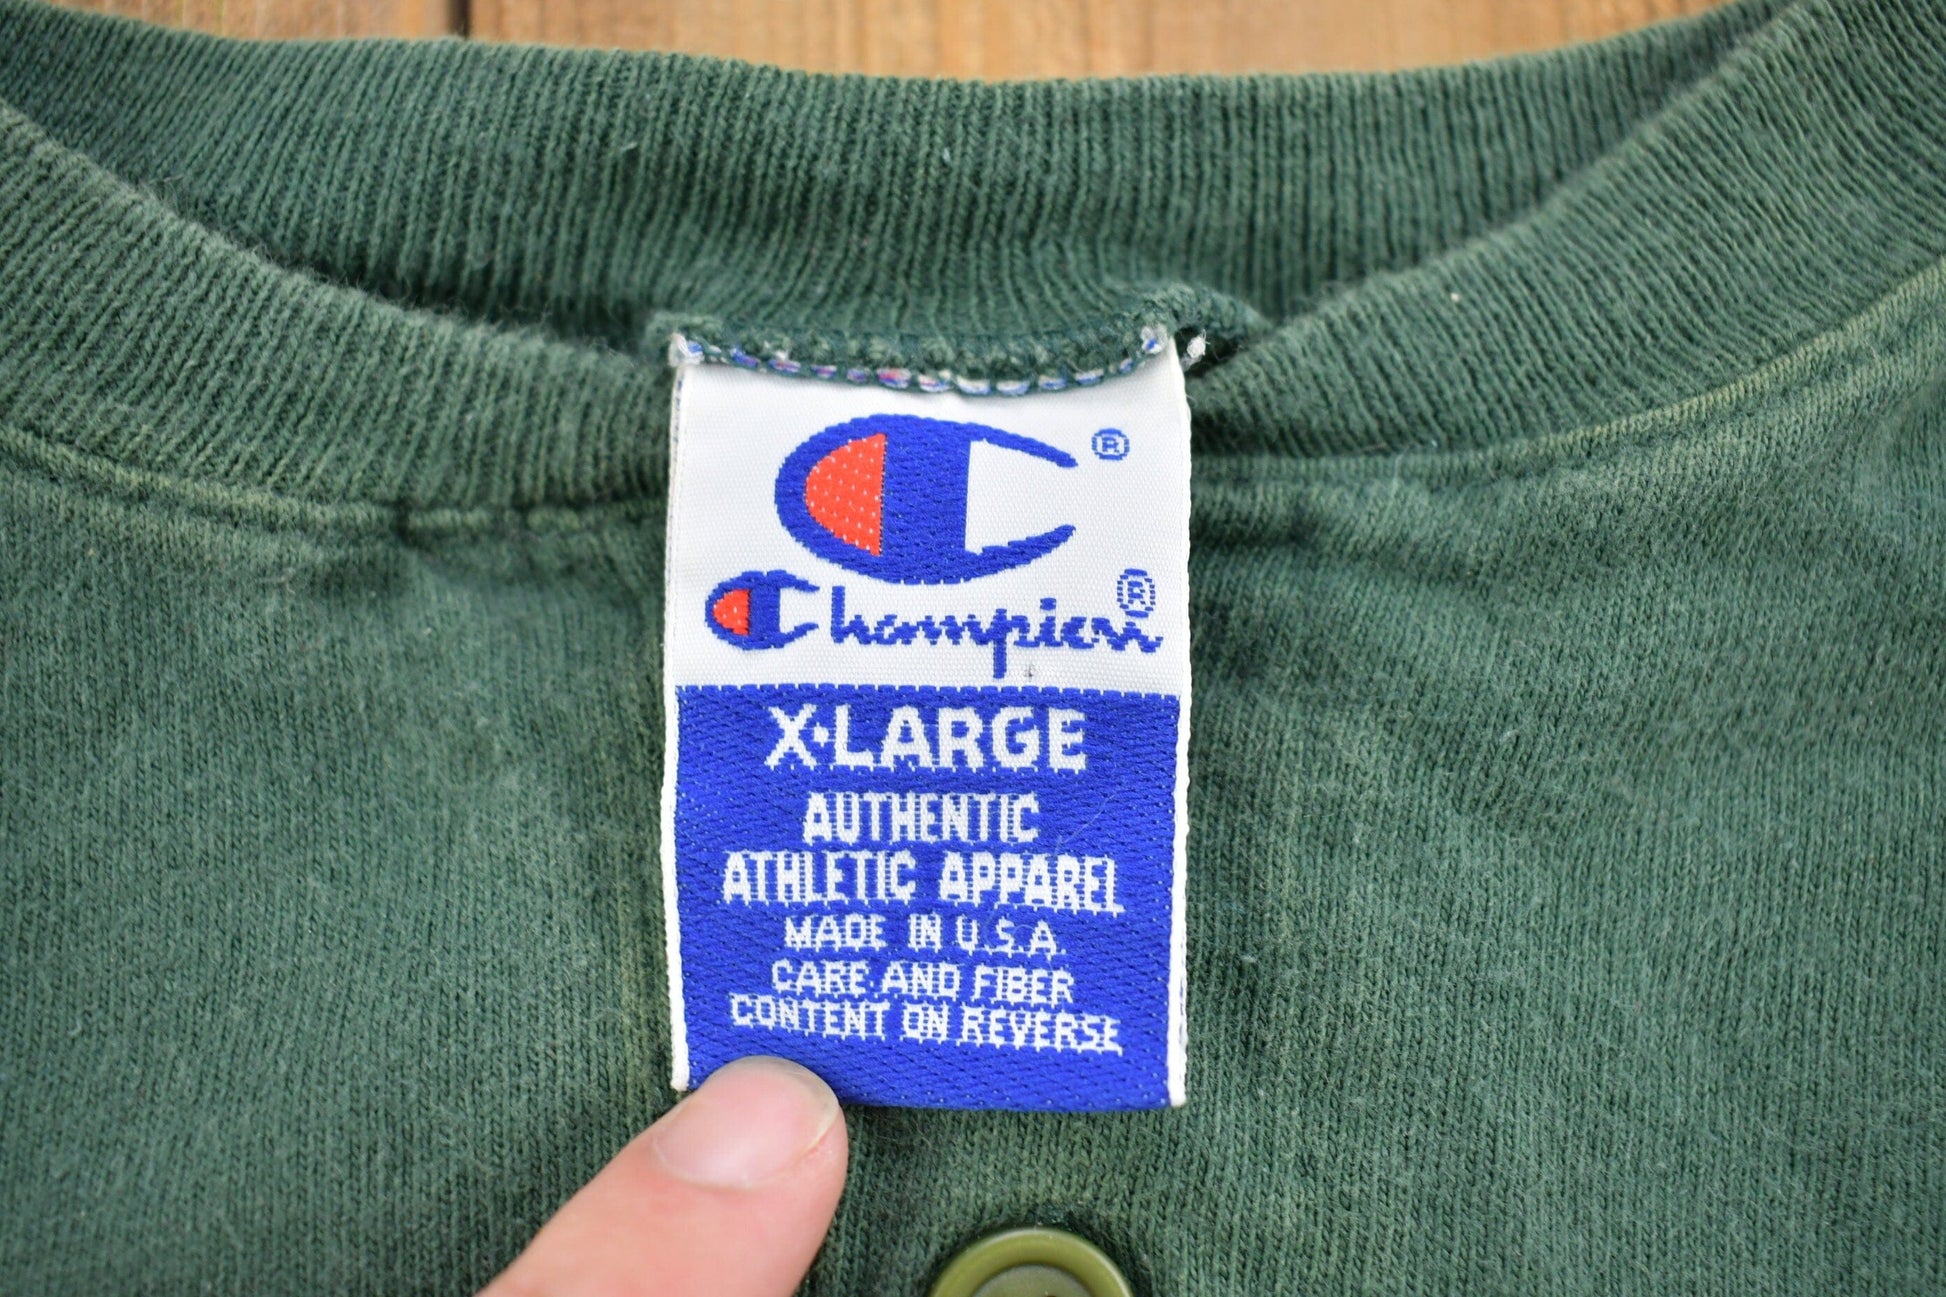 ®
Champion®
X·LARGE
AUTHENTIC
ATHLETIC APPAREL
MADE IN U.S.A.
CARE AND FIBER
CONTENT ON REVERSE